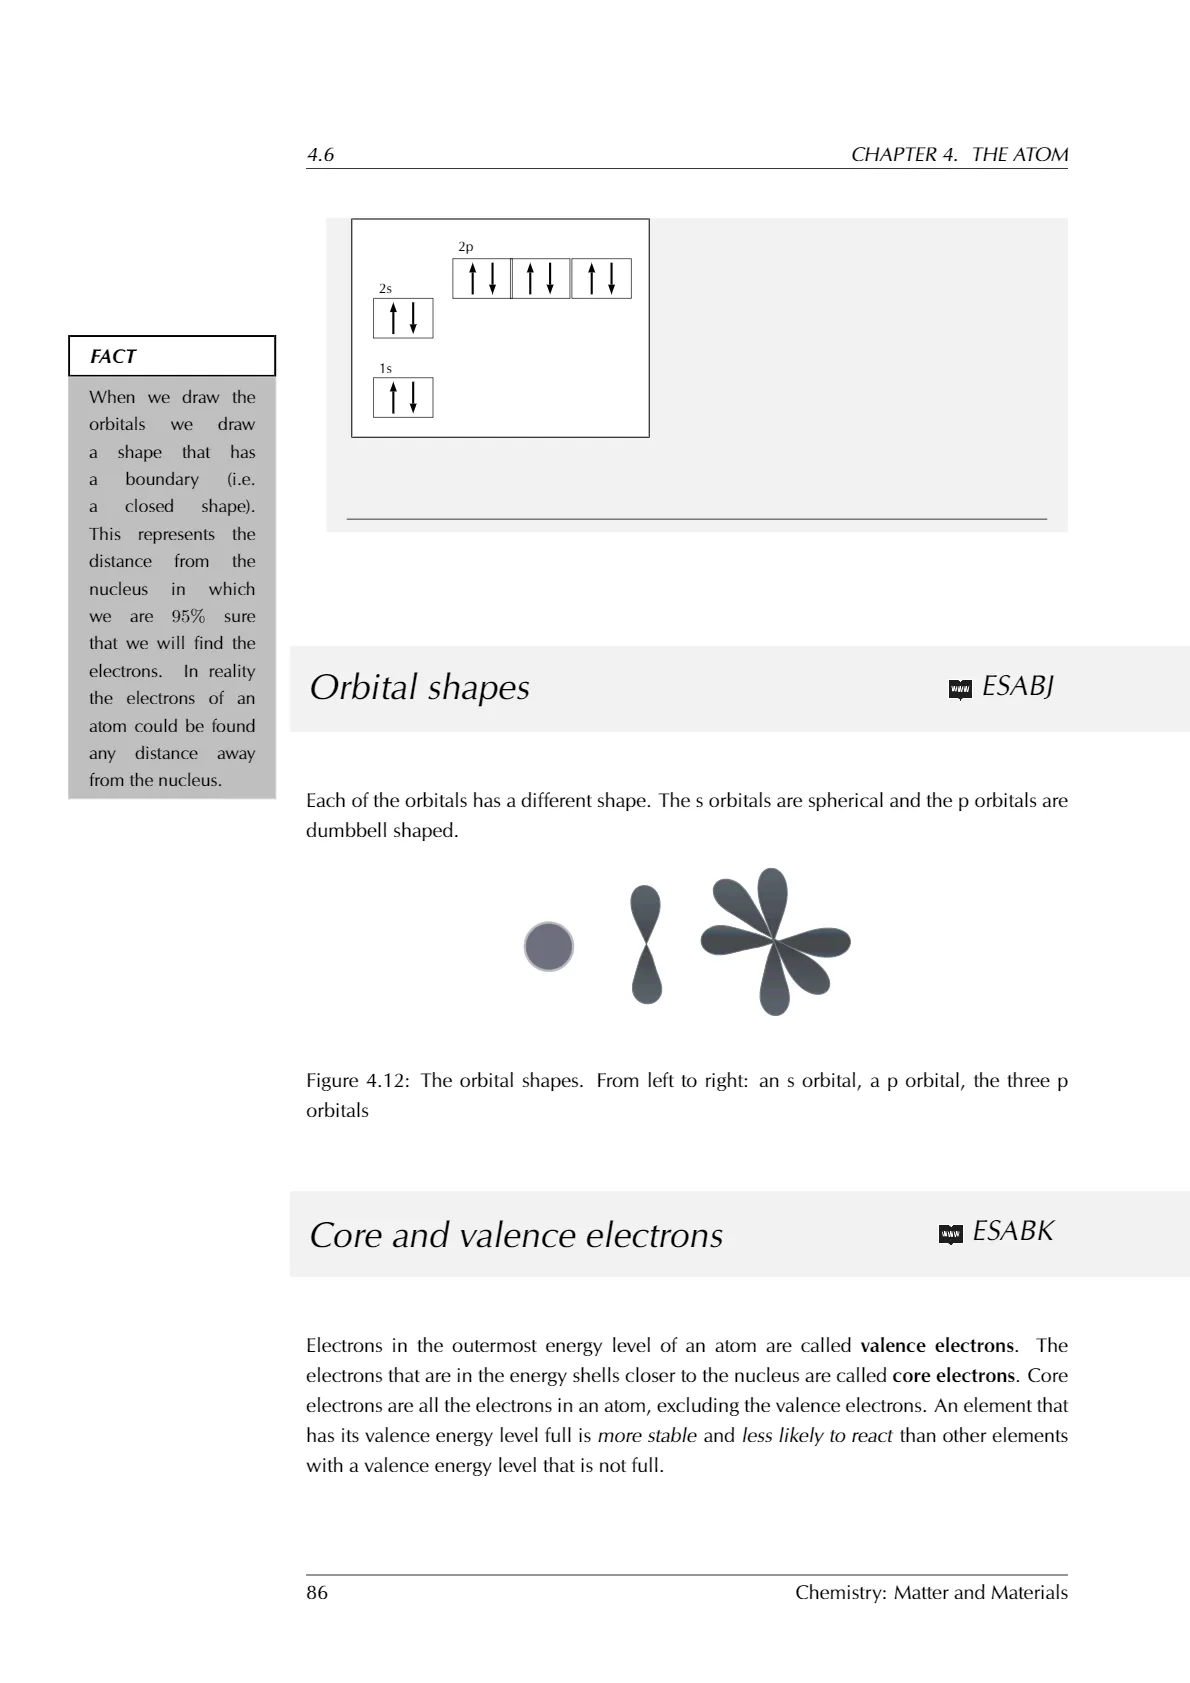 4.6 CHAPTER 4. THE ATOM
2p
2s
1s
FACT
When we draw the
orbitals we draw
a shape that has
a boundary (i.e.
a closed shape).
This represents the
distance from the
nucleus in which
we are 95% sure
that we will find the
electrons. In reality
the electrons of an
atom could be found
any distance away
from the nucleus.
Orbital shapes www ESABJ
Each of the orbitals has a different shape. The s orbitals are spherical and the p orbitals are
dumbbell shaped.
Figure 4.12: The orbital shapes. From left to right: an s orbital, a p orbital, the three p
orbitals
Core and valence electrons www ESABK
Electrons in the outermost energy level of an atom are called valence electrons. The
electrons that are in the energy shells closer to the nucleus are called core electrons. Core
electrons are all the electrons in an atom, excluding the valence electrons. An element that
has its valence energy level full is more stable and less likely to react than other elements
with a valence energy level that is not full.
86 Chemistry: Matter and Materials